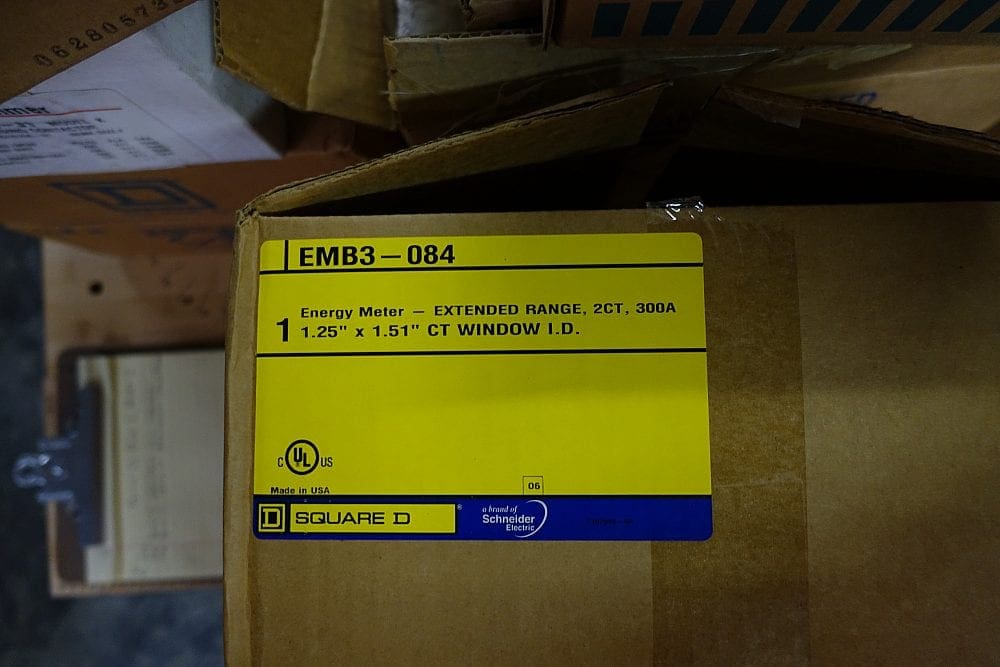 06280573
EMB3-084
Energy Meter - EXTENDED RANGE, 2CT, 300A
1 1.25" x 1.51" CT WINDOW I.D.
C UL US
Made in USA
06
D SQUARE D ®
a brand of
Schneider
Electric